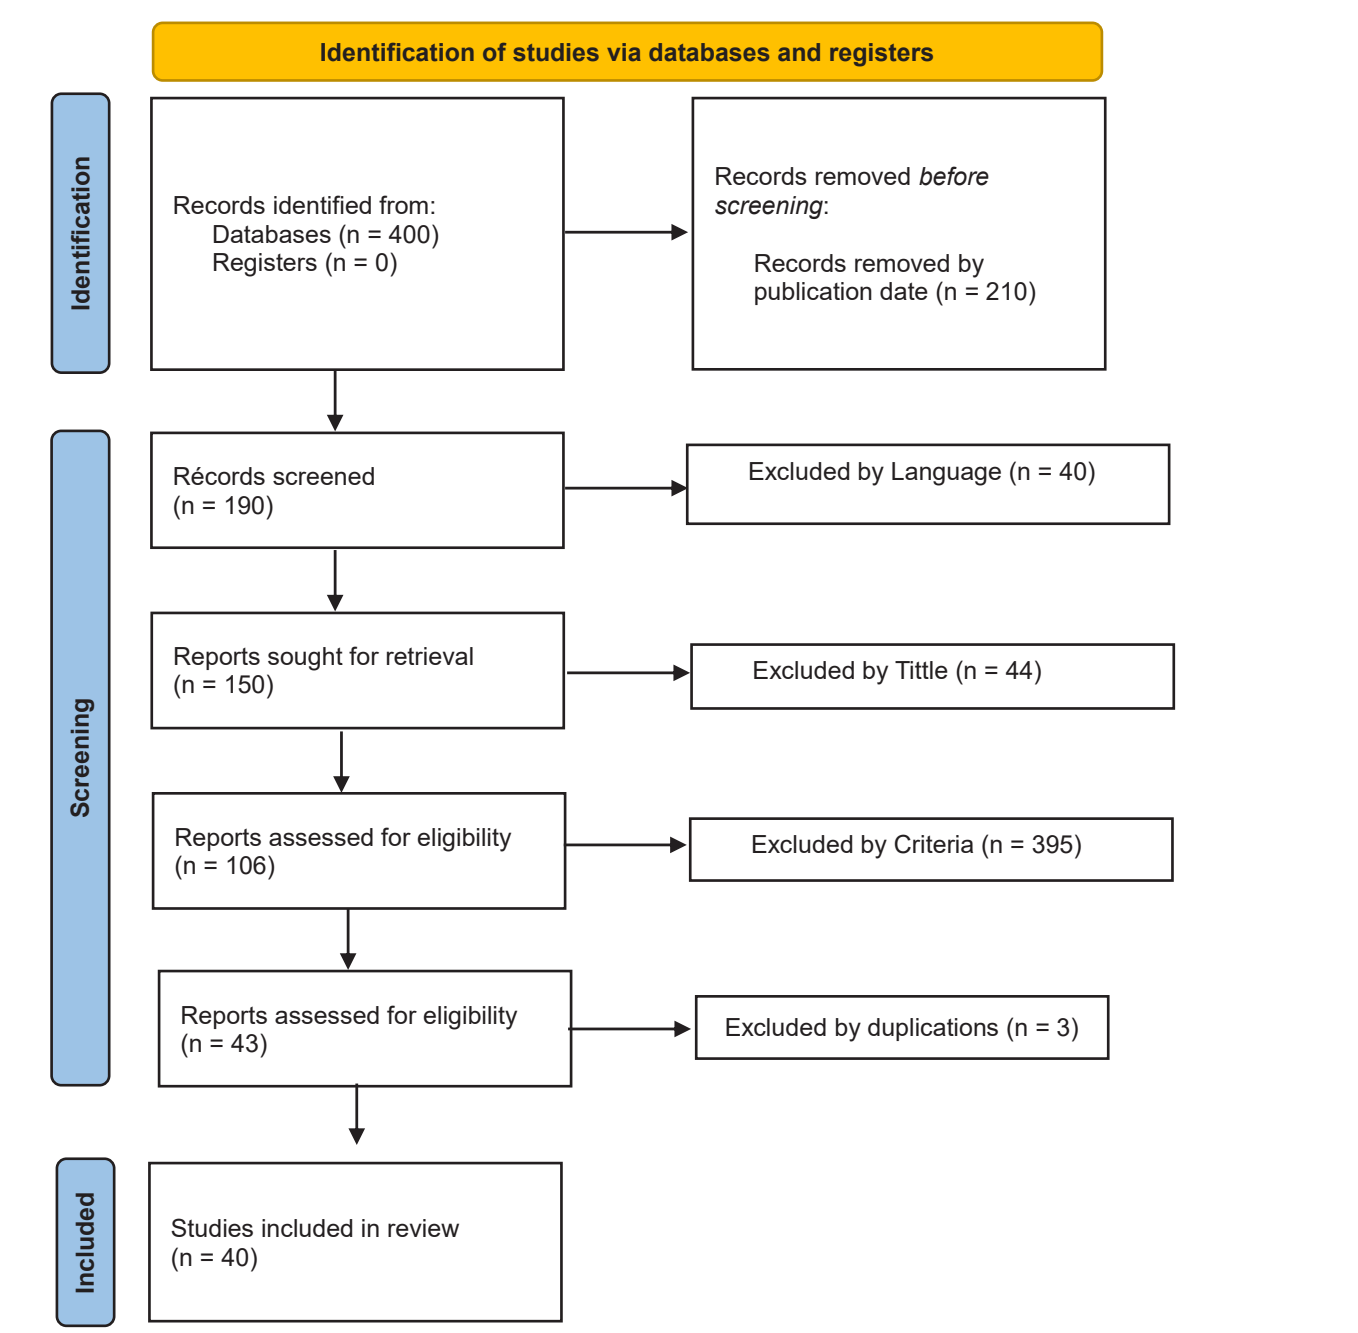 Identification of studies via databases and registers
Identification
Records identified from:
Databases (n = 400)
Registers (n = 0)
Records removed before
screening:
Records removed by
publication date (n = 210)
Screening
Récords screened
(n = 190)
Excluded by Language (n = 40)
Reports sought for retrieval
(n = 150)
Excluded by Tittle (n = 44)
Reports assessed for eligibility
(n = 106)
Excluded by Criteria (n = 395)
Reports assessed for eligibility
(n = 43)
Excluded by duplications (n = 3)
Included
Studies included in review
(n = 40)